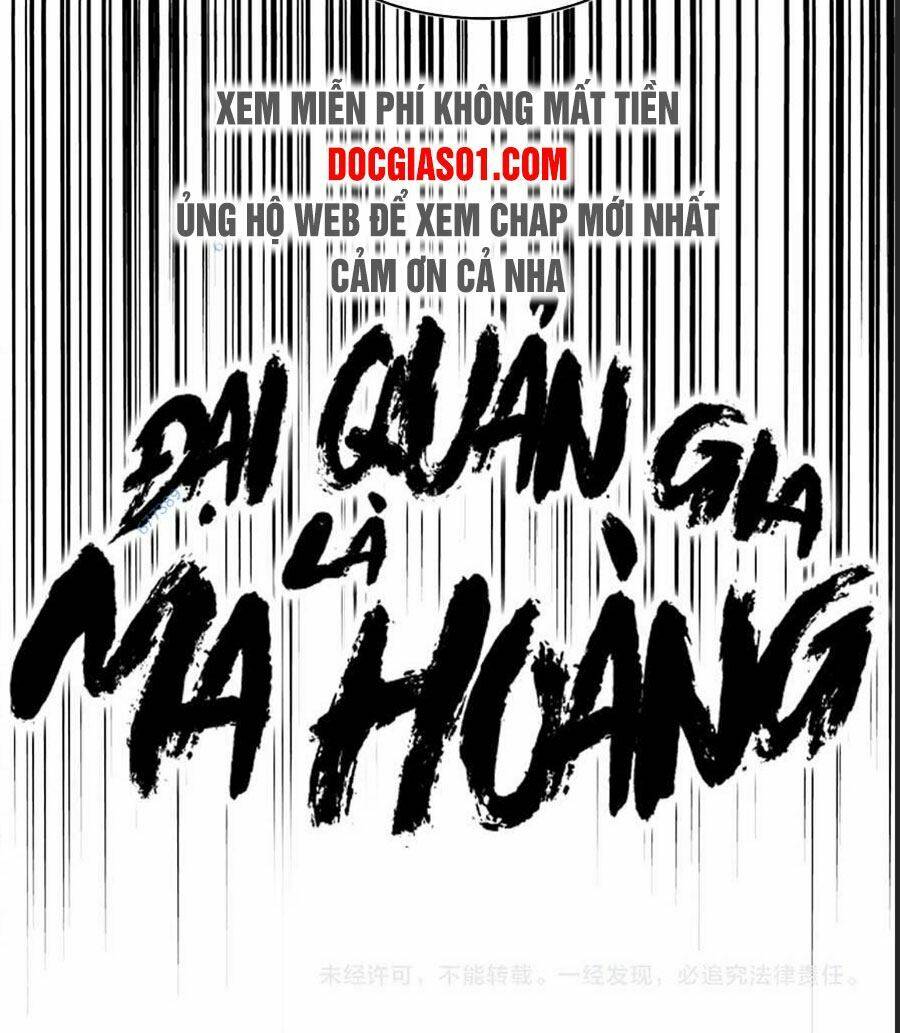 XEM MIỄN PHÍ KHÔNG MẤT TIỀN
DOCGIASO1.COM
ỦNG HỘ WEB ĐỂ XEM CHAP MỚI NHẤT
CẢM ƠN CẢ NHA
ĐẠI QUẢN GIA
LÀ
MA HOÀNG
未经许可，不能转载。一经发现，必追究法律责任。